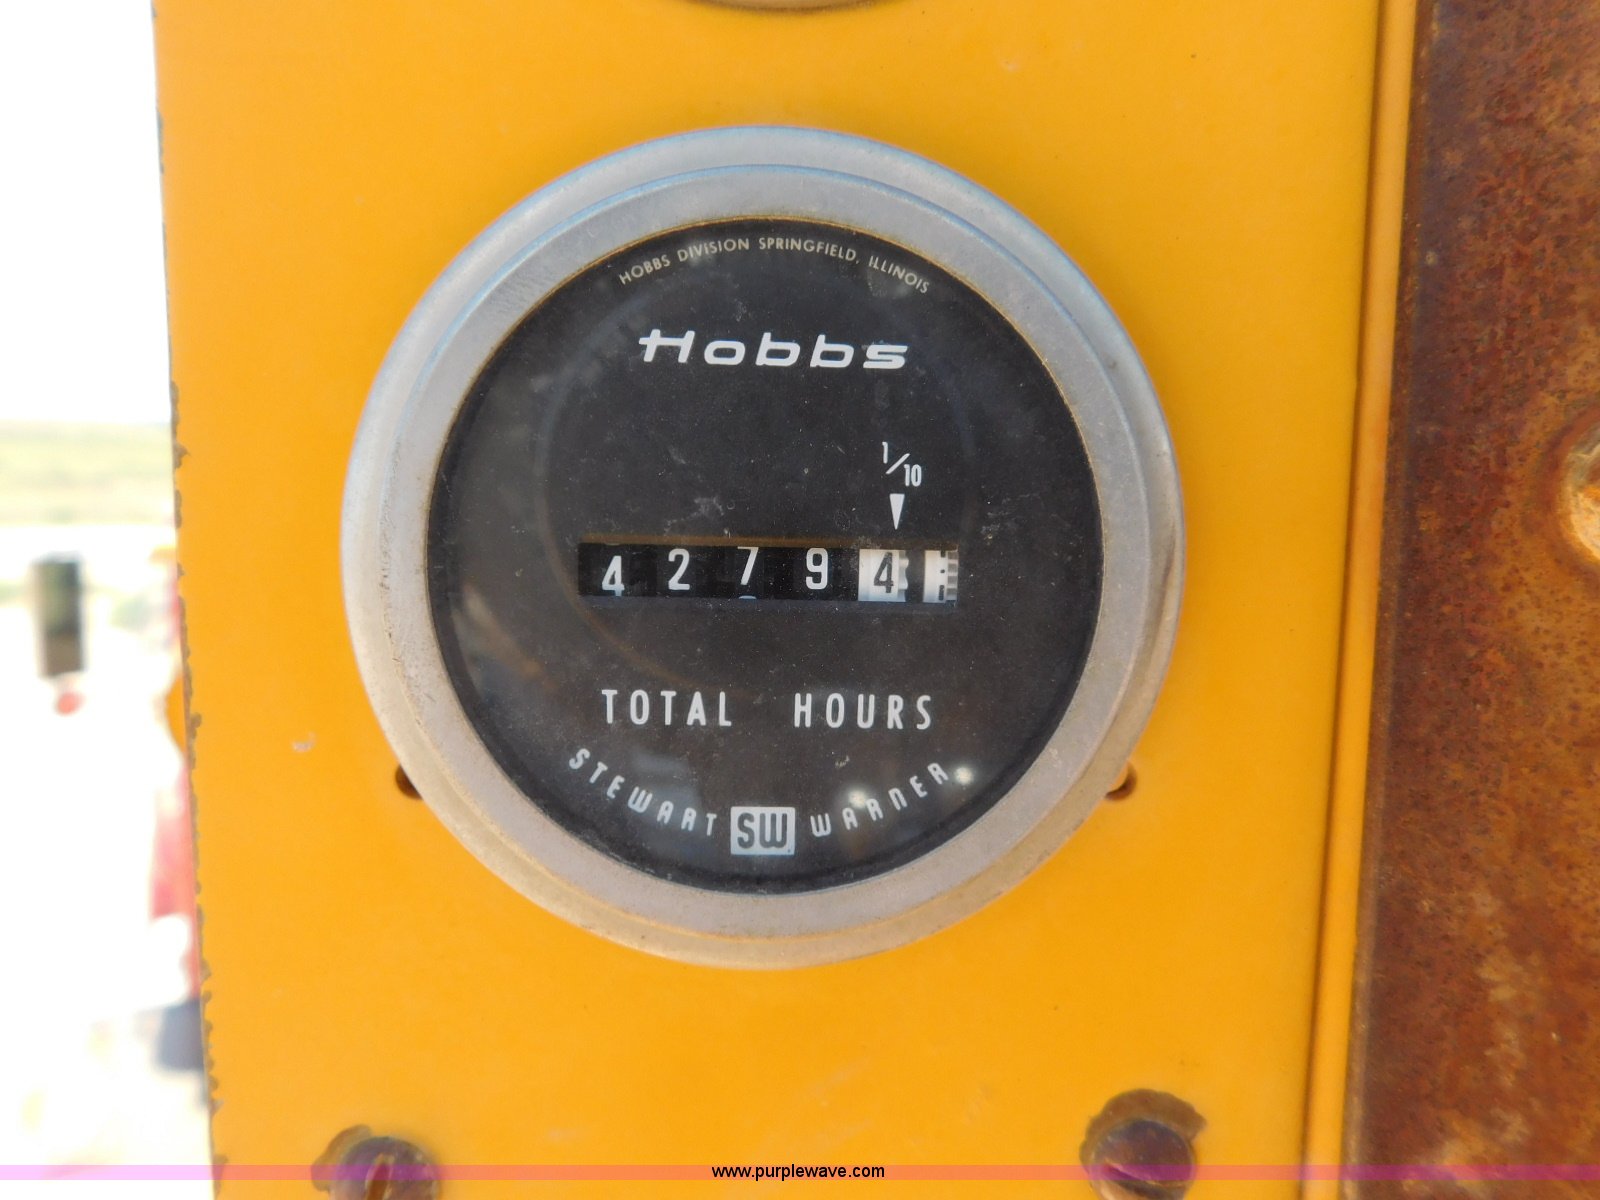 HOBBS DIVISION SPRINGFIELD, ILLINOIS
Hobbs
1/10
4 2 7 9 4
TOTAL HOURS
STEWART SW WARNER
www.purplewave.com